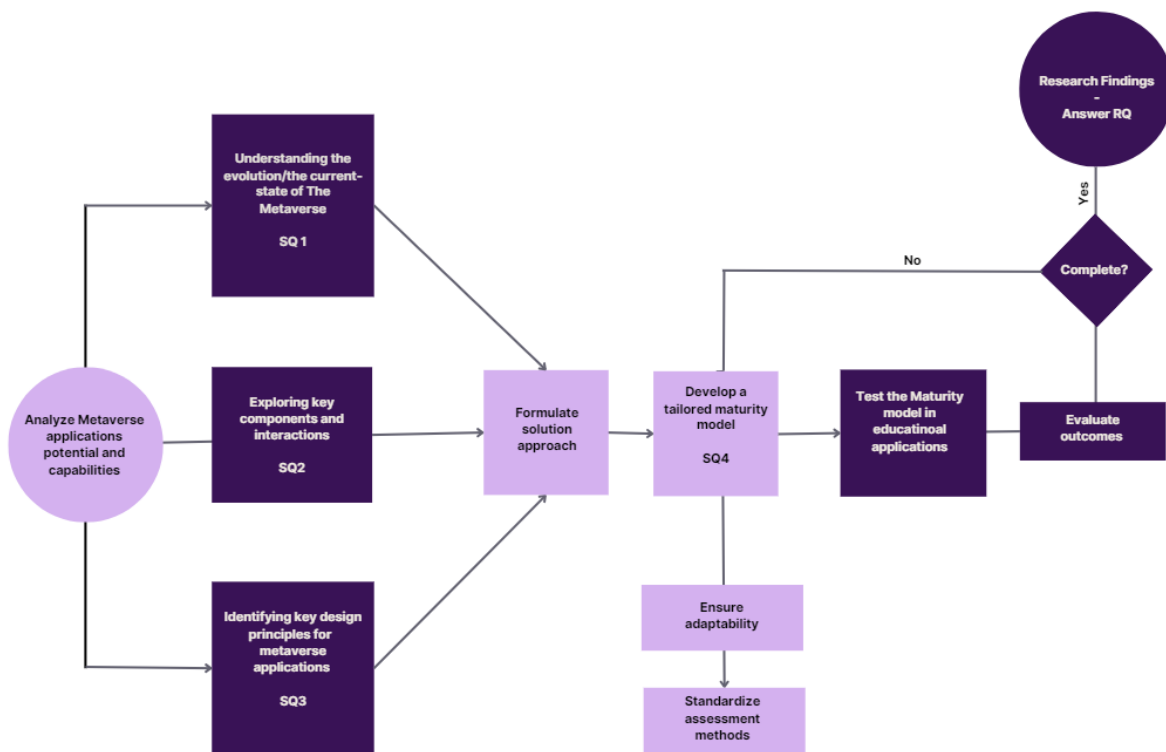 Research Findings
-
Answer RQ
Understanding the
evolution/the current-
state of The
Metaverse
SQ 1
Yes
No
Complete?
Analyze Metaverse
applications
potential and
capabilities
Exploring key
components and
interactions
SQ2
Formulate
solution
approach
Develop a
tailored maturity
model
SQ4
Test the Maturity
model in
educatinoal
applications
Evaluate
outcomes
Identifying key design
principles for
metaverse
applications
SQ3
Ensure
adaptability
Standardize
assessment
methods